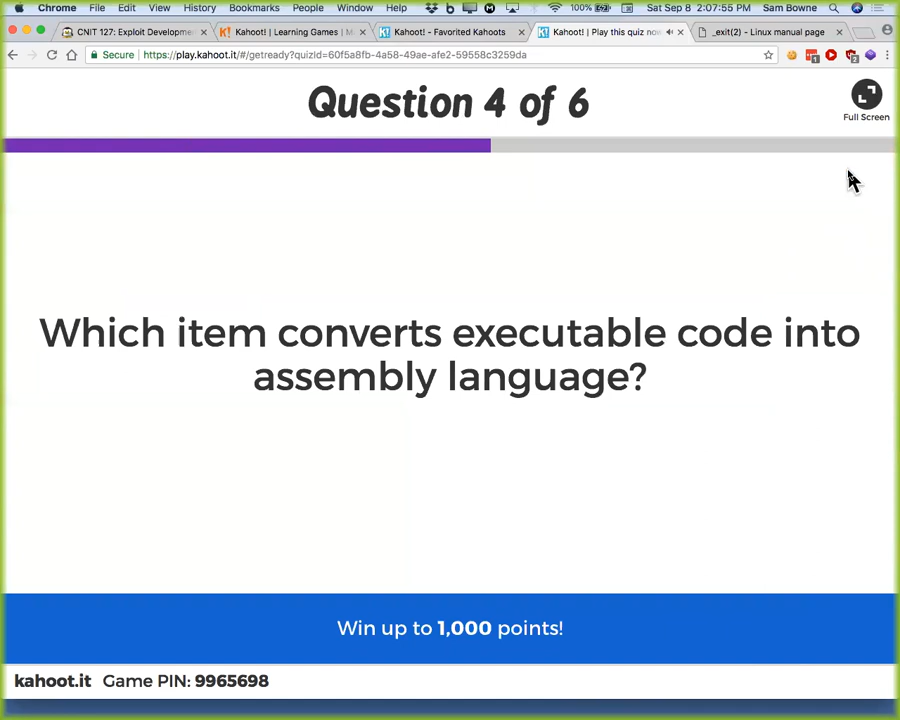 Chrome File Edit View History Bookmarks People Window Help 100% Sat Sep 8 2:07:55 PM Sam Bowne
CNIT 127: Exploit Developme Kahoot! | Learning Games | M Kahoot! - Favorited Kahoots Kahoot! | Play this quiz now _exit(2) - Linux manual page
Secure https://play.kahoot.it/#/getready?quizId=60f5a8fb-4a58-49ae-afe2-59558c3259da
Question 4 of 6
Full Screen
Which item converts executable code into
assembly language?
Win up to 1,000 points!
kahoot.it Game PIN: 9965698